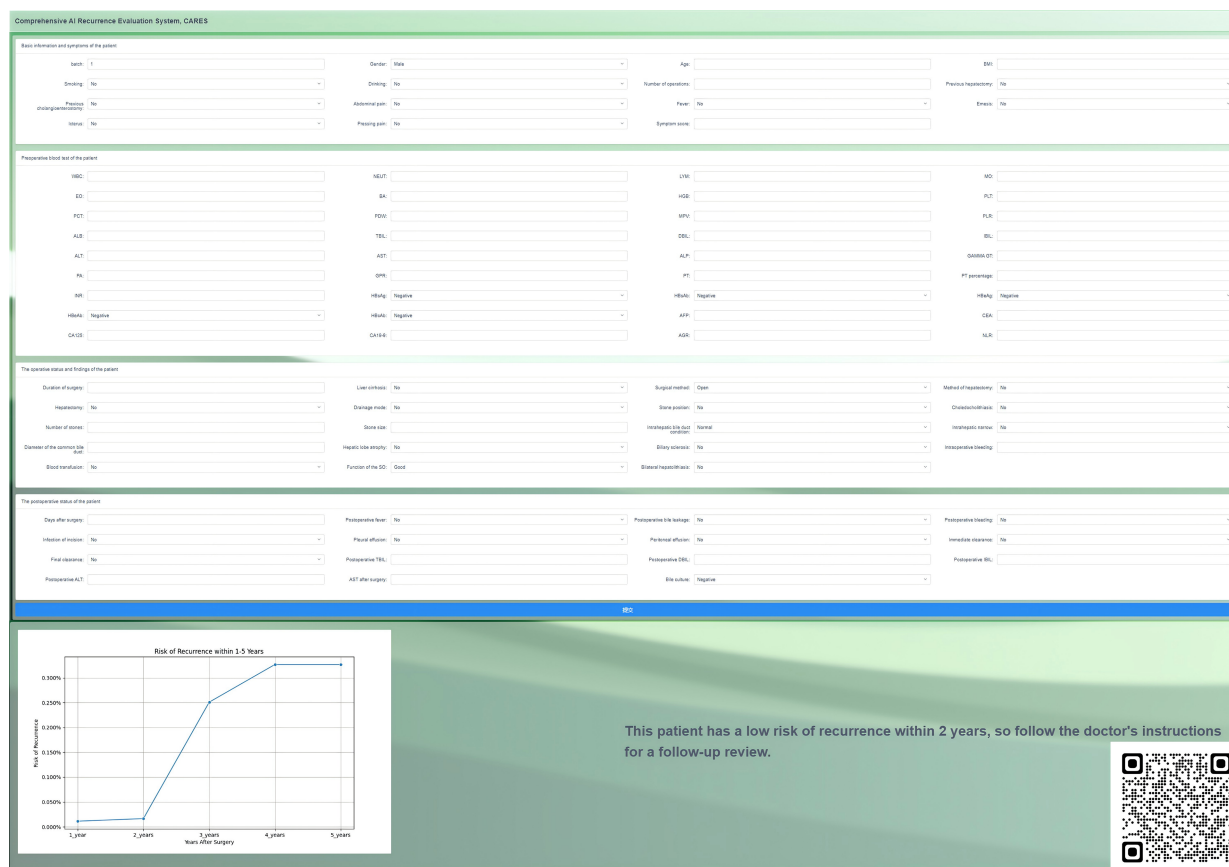 Comprehensive AI Recurrence Evaluation System, CARES
Basic information and symptoms of the patient
batch: 1 Gender: Male Age: BMI:
Smoking: No Drinking: No Number of operations: Previous hepatectomy: No
Previous cholangioenterostomy: No Abdominal pain: No Fever: No Emesis: No
Icterus: No Pressing pain: No Symptom score:
Preoperative blood test of the patient
WBC: NEUT: LYM: MO:
EO: BA: HGB: PLT:
PCT: PDW: MPV: PLR:
ALB: TBIL: DBIL: IBIL:
ALT: AST: ALP: GAMMA GT:
PA: GPR: PT: PT percentage:
INR: HBsAg: Negative HBsAb: Negative HBeAg: Negative
HBeAb: Negative HBcAb: Negative AFP: CEA:
CA125: CA19-9: AGR: NLR:
The operative status and findings of the patient
Duration of surgery: Liver cirrhosis: No Surgical method: Open Method of hepatectomy: No
Hepatectomy: No Drainage mode: No Stone position: No Choledocholithiasis: No
Number of stones: Stone size: Intrahepatic bile duct condition: Normal Intrahepatic narrow: No
Diameter of the common bile duct: Hepatic lobe atrophy: No Biliary sclerosis: No Intraoperative bleeding:
Blood transfusion: No Function of the SO: Good Bilateral hepatolithiasis: No
The postoperative status of the patient
Days after surgery: Postoperative fever: No Postoperative bile leakage: No Postoperative bleeding: No
Infection of incision: No Pleural effusion: No Peritoneal effusion: No Immediate clearance: No
Final clearance: No Postoperative TBIL: Postoperative DBIL: Postoperative IBIL:
Postoperative ALT: AST after surgery: Bile culture: Negative
提交
Risk of Recurrence within 1-5 Years
Risk of Recurrence
0.300%
0.250%
0.200%
0.150%
0.100%
0.050%
0.000%
1_year 2_years 3_years 4_years 5_years
Years After Surgery
This patient has a low risk of recurrence within 2 years, so follow the doctor's instructions
for a follow-up review.